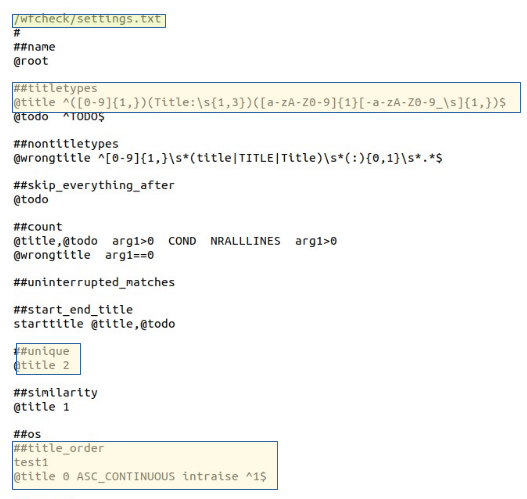 /wfcheck/settings.txt
#
##name
@root
##titletypes
@title ^([0-9]{1,})(Title:\s{1,3})([a-zA-Z0-9]{1}[-a-zA-Z0-9_\s]{1,})$
@todo  ^TODO$
##nontitletypes
@wrongtitle ^[0-9]{1,}\s*(title|TITLE|Title)\s*(:){0,1}\s*.*$
##skip_everything_after
@todo
##count
@title,@todo  arg1>0  COND  NRALLLINES  arg1>0
@wrongtitle  arg1==0
##uninterrupted_matches
##start_end_title
starttitle @title,@todo
##unique
@title 2
##similarity
@title 1
##os
##title_order
test1
@title 0 ASC_CONTINUOUS intraise ^1$